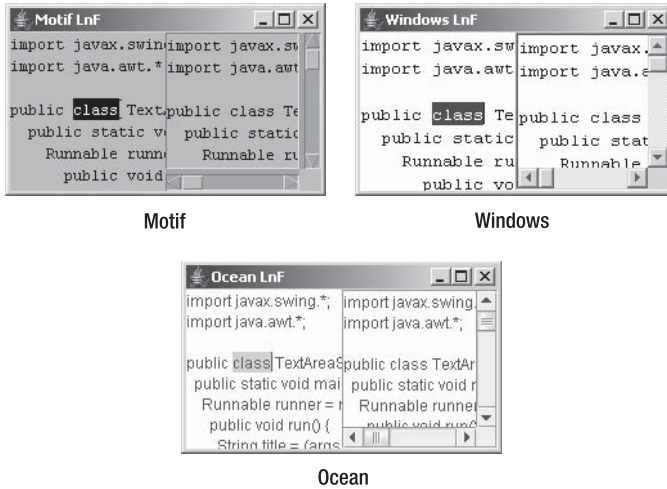 Motif LnF
import javax.swin
import java.awt.*

public class Text
public static v
Runnable runn
public void
import javax.sw
import java.awt

public class Te
public static
Runnable ru
Motif
Windows LnF
import javax.sw
import java.awt

public class Te
public static
Runnable ru
public vo
import javax.
import java.a

public class
public stat
Runnable
Windows
Ocean LnF
import javax.swing.*;
import java.awt.*;

public class TextAreaS
public static void mai
Runnable runner = r
public void run() {
String title = (args
import javax.swing.
import java.awt.*;

public class TextAr
public static void r
Runnable runner
public void run()
Ocean